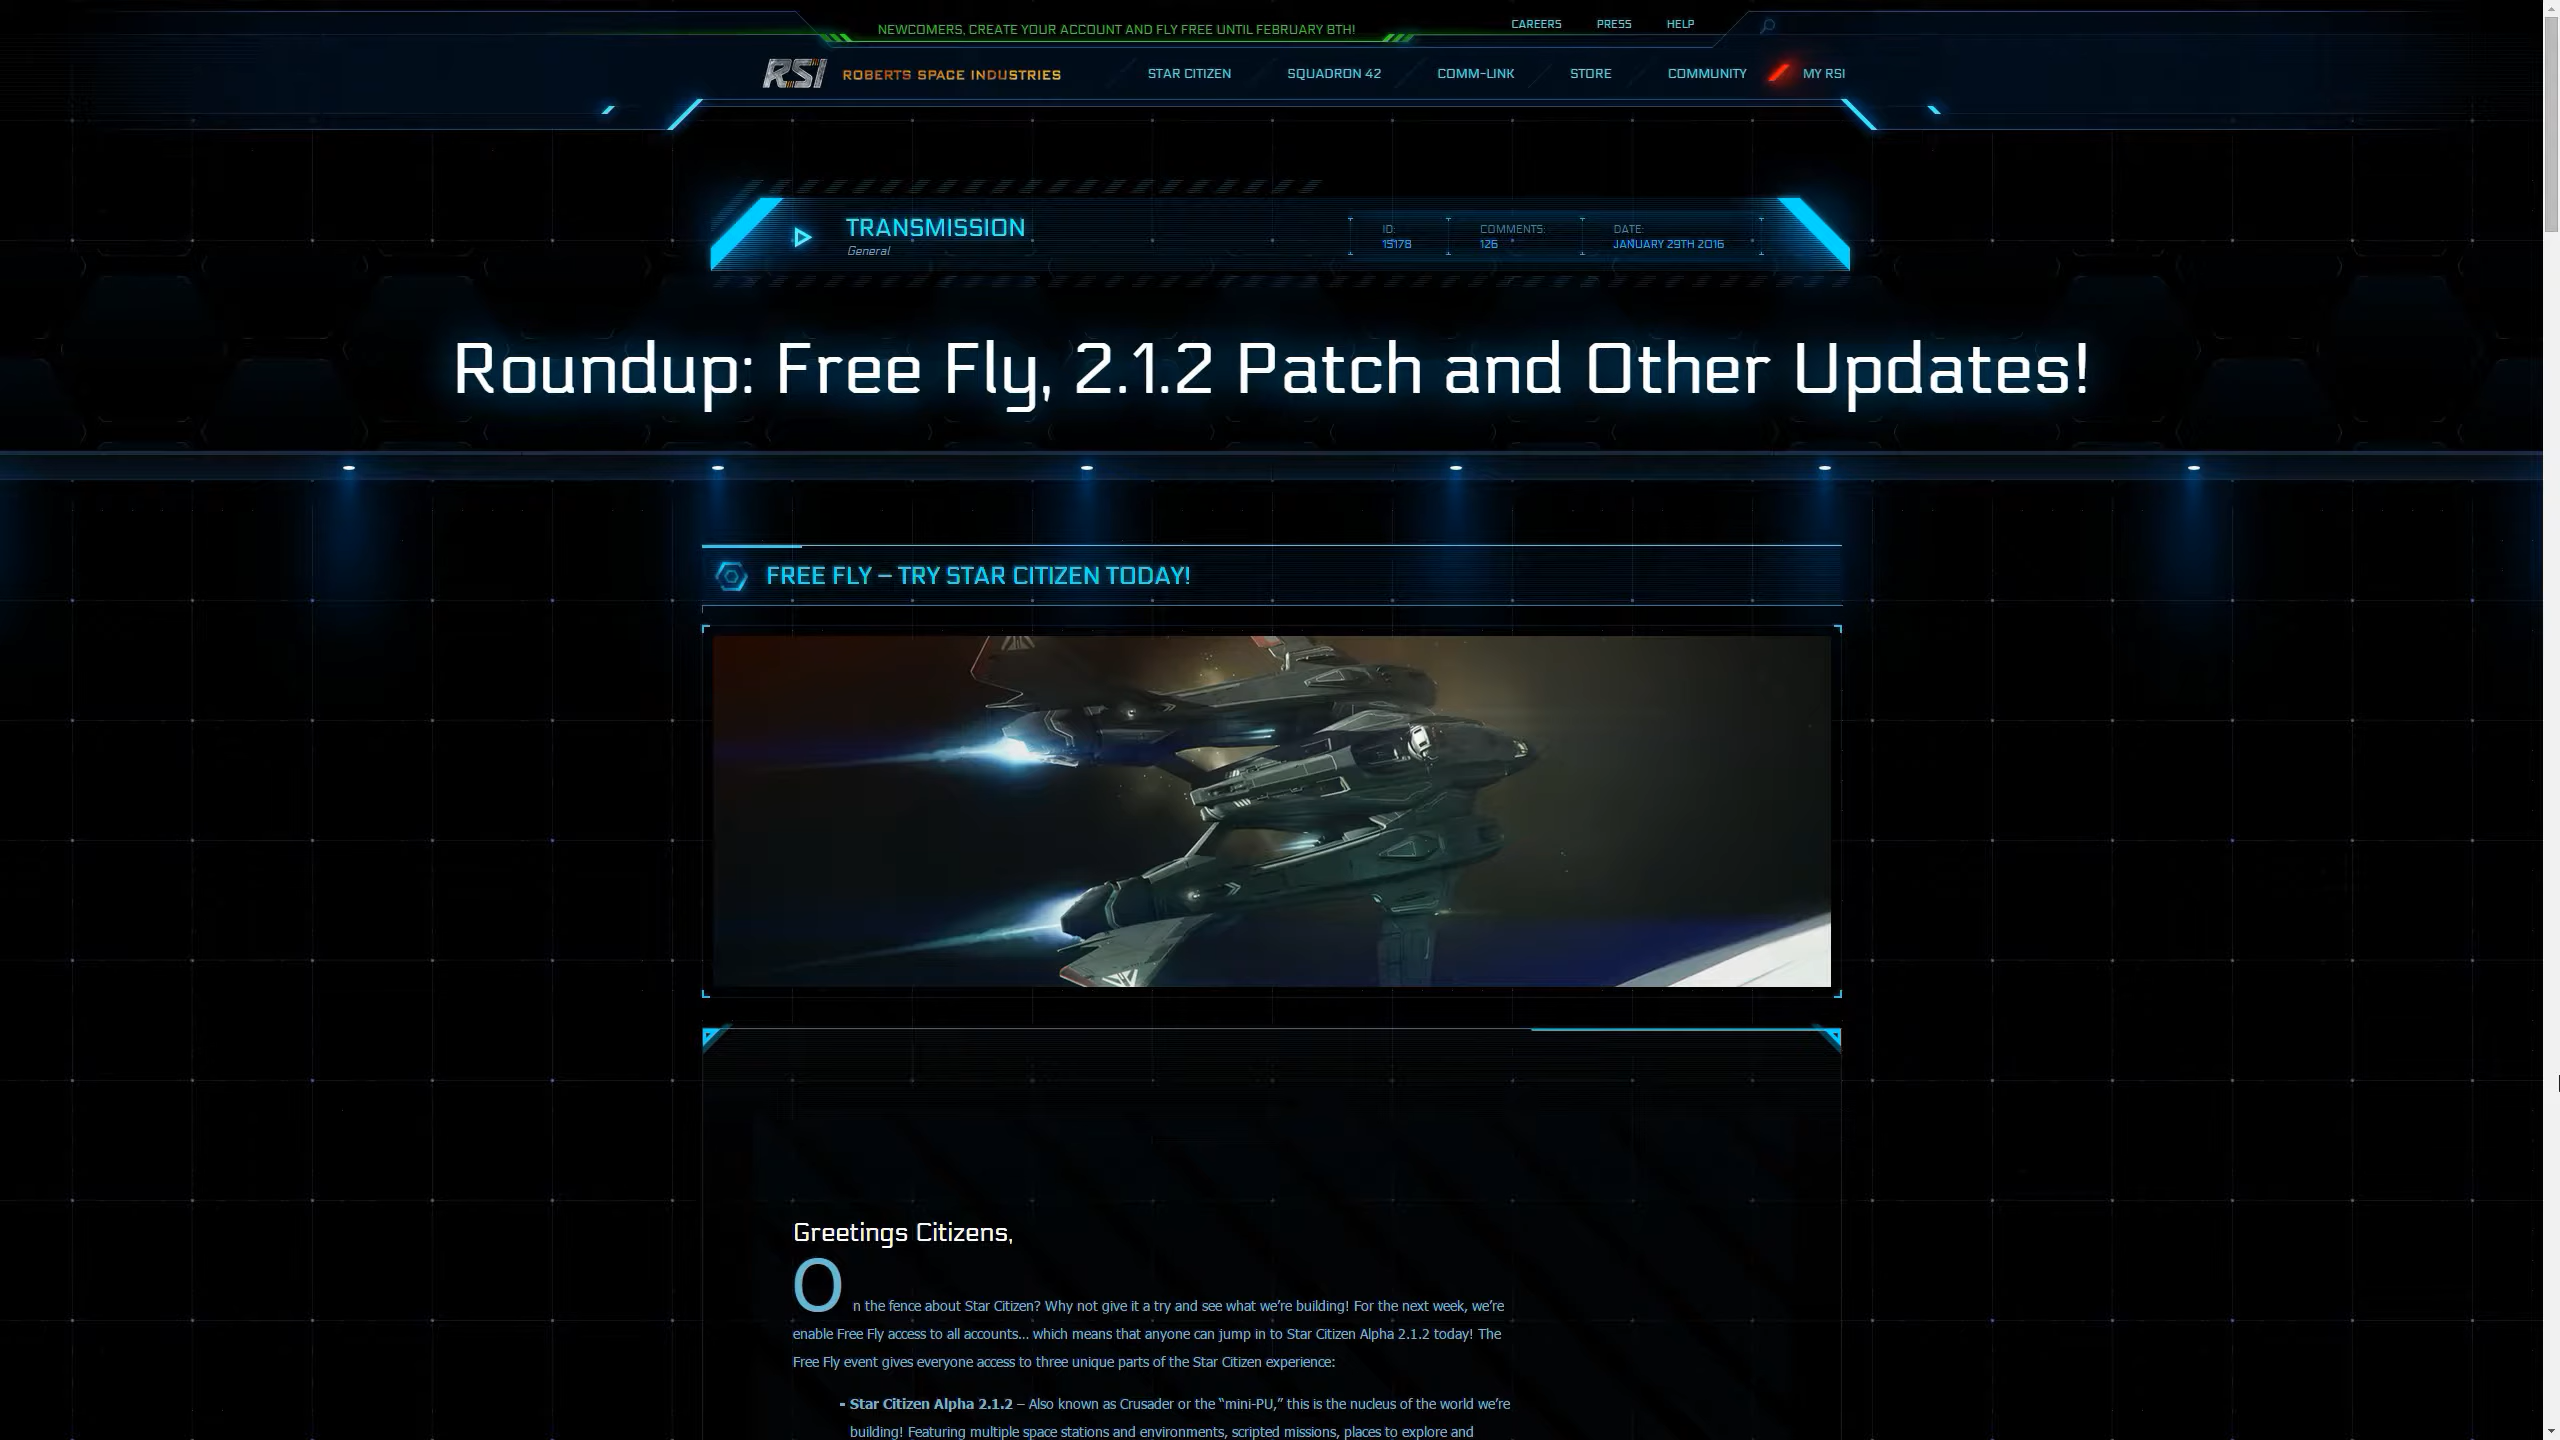 NEWCOMERS, CREATE YOUR ACCOUNT AND FLY FREE UNTIL FEBRUARY 8TH!
CAREERS PRESS HELP
RSI ROBERTS SPACE INDUSTRIES
STAR CITIZEN SQUADRON 42 COMM-LINK STORE COMMUNITY MY RSI
TRANSMISSION
General
ID: COMMENTS: DATE:
15178 126 JANUARY 29TH 2016
Roundup: Free Fly, 2.1.2 Patch and Other Updates!
FREE FLY – TRY STAR CITIZEN TODAY!
Greetings Citizens,
On the fence about Star Citizen? Why not give it a try and see what we’re building! For the next week, we’re
enable Free Fly access to all accounts… which means that anyone can jump in to Star Citizen Alpha 2.1.2 today! The
Free Fly event gives everyone access to three unique parts of the Star Citizen experience:
- Star Citizen Alpha 2.1.2 – Also known as Crusader or the “mini-PU,” this is the nucleus of the world we’re
building! Featuring multiple space stations and environments, scripted missions, places to explore and